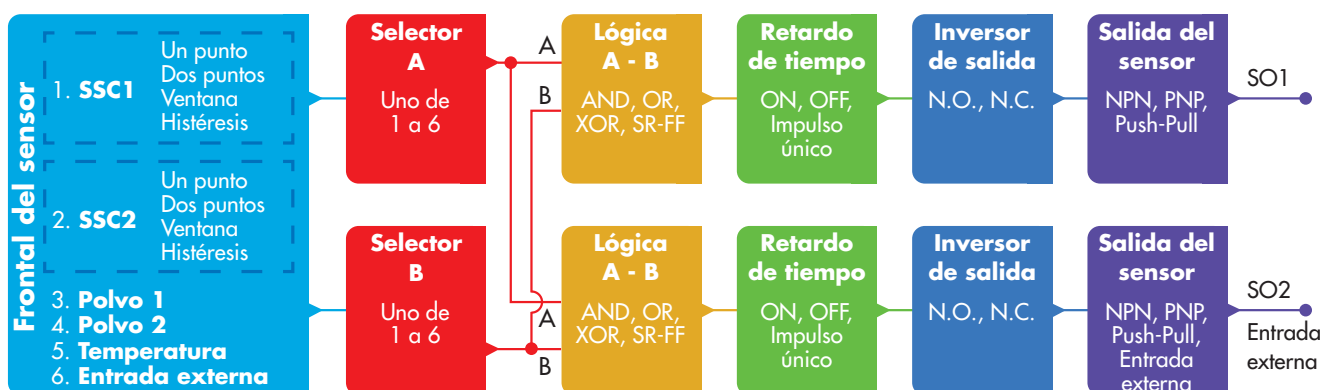 Frontal del sensor
1. SSC1
Un punto
Dos puntos
Ventana
Histéresis
2. SSC2
Un punto
Dos puntos
Ventana
Histéresis
3. Polvo 1
4. Polvo 2
5. Temperatura
6. Entrada externa
Selector
A
Uno de
1 a 6
A
B
Lógica
A - B
AND, OR,
XOR, SR-FF
Retardo
de tiempo
ON, OFF,
Impulso
único
Inversor
de salida
N.O., N.C.
Salida del
sensor
NPN, PNP,
Push-Pull
SO1
Selector
B
Uno de
1 a 6
A
B
Lógica
A - B
AND, OR,
XOR, SR-FF
Retardo
de tiempo
ON, OFF,
Impulso
único
Inversor
de salida
N.O., N.C.
Salida del
sensor
NPN, PNP,
Push-Pull,
Entrada
externa
SO2
Entrada
externa